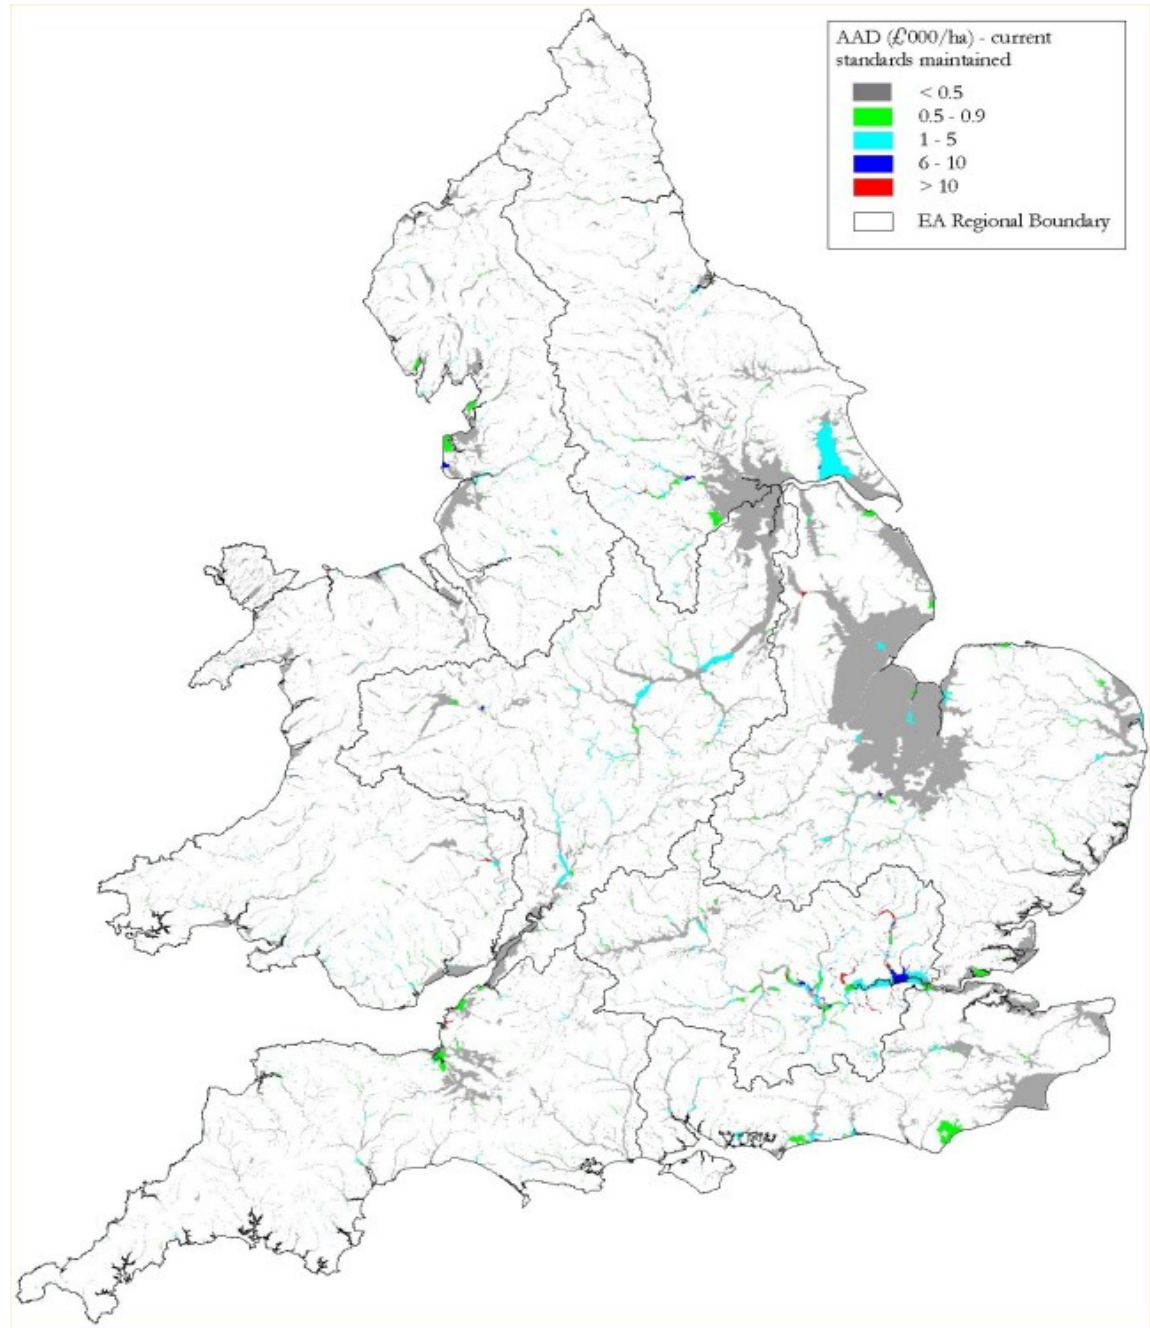 AAD (£000/ha) - current
standards maintained
< 0.5
0.5 - 0.9
1 - 5
6 - 10
> 10
EA Regional Boundary